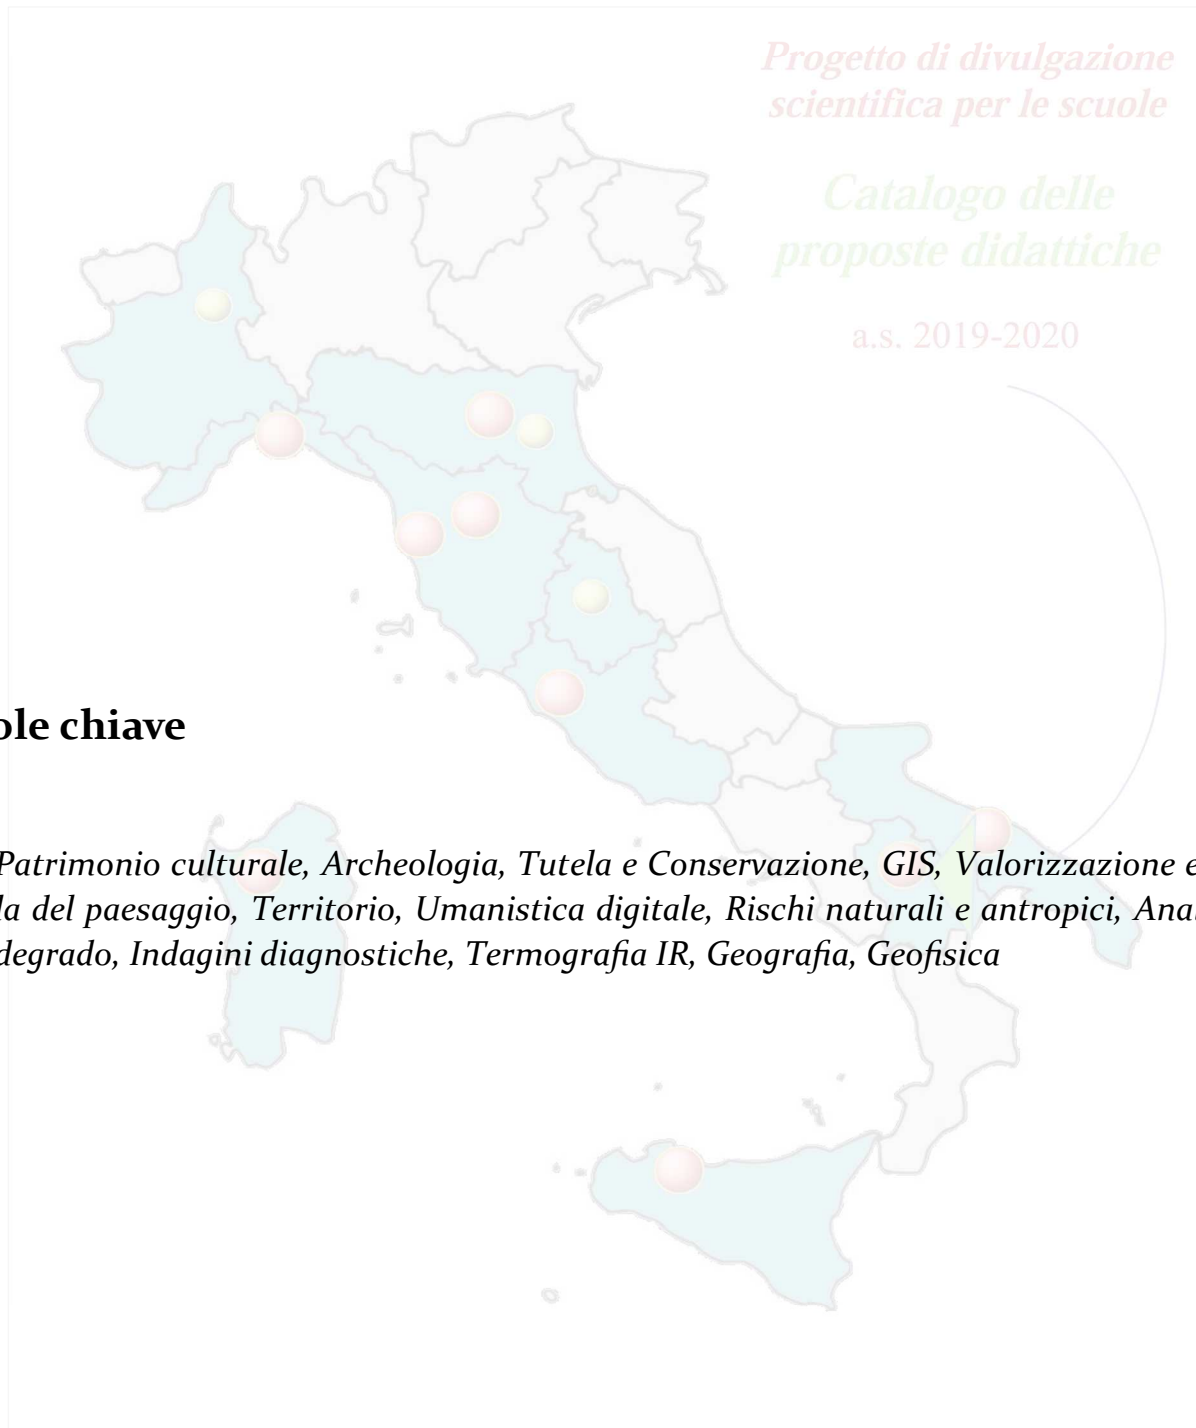 Progetto di divulgazione
scientifica per le scuole
Catalogo delle
proposte didattiche
a.s. 2019-2020
ole chiave
Patrimonio culturale, Archeologia, Tutela e Conservazione, GIS, Valorizzazione e
la del paesaggio, Territorio, Umanistica digitale, Rischi naturali e antropici, Anal
degrado, Indagini diagnostiche, Termografia IR, Geografia, Geofisica